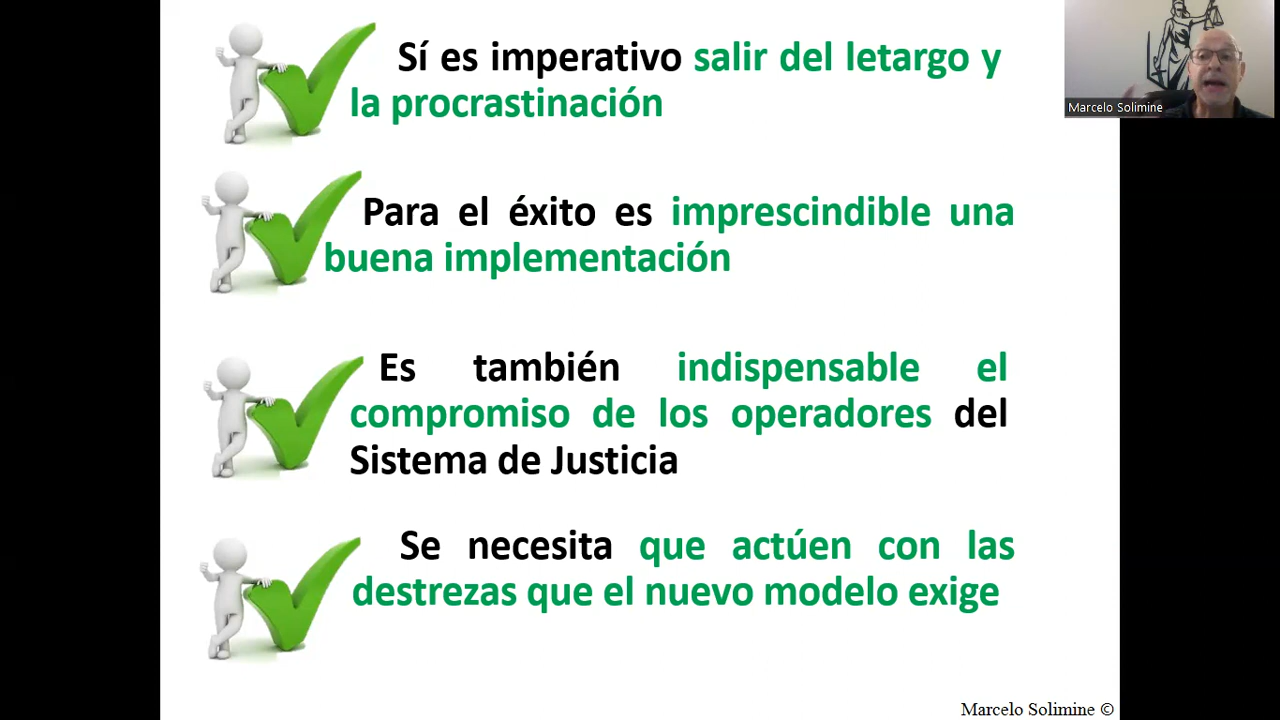 Sí es imperativo salir del letargo y
la procrastinación
Marcelo Solimine
Para el éxito es imprescindible una
buena implementación
Es también indispensable el
compromiso de los operadores del
Sistema de Justicia
Se necesita que actúen con las
destrezas que el nuevo modelo exige
Marcelo Solimine ©